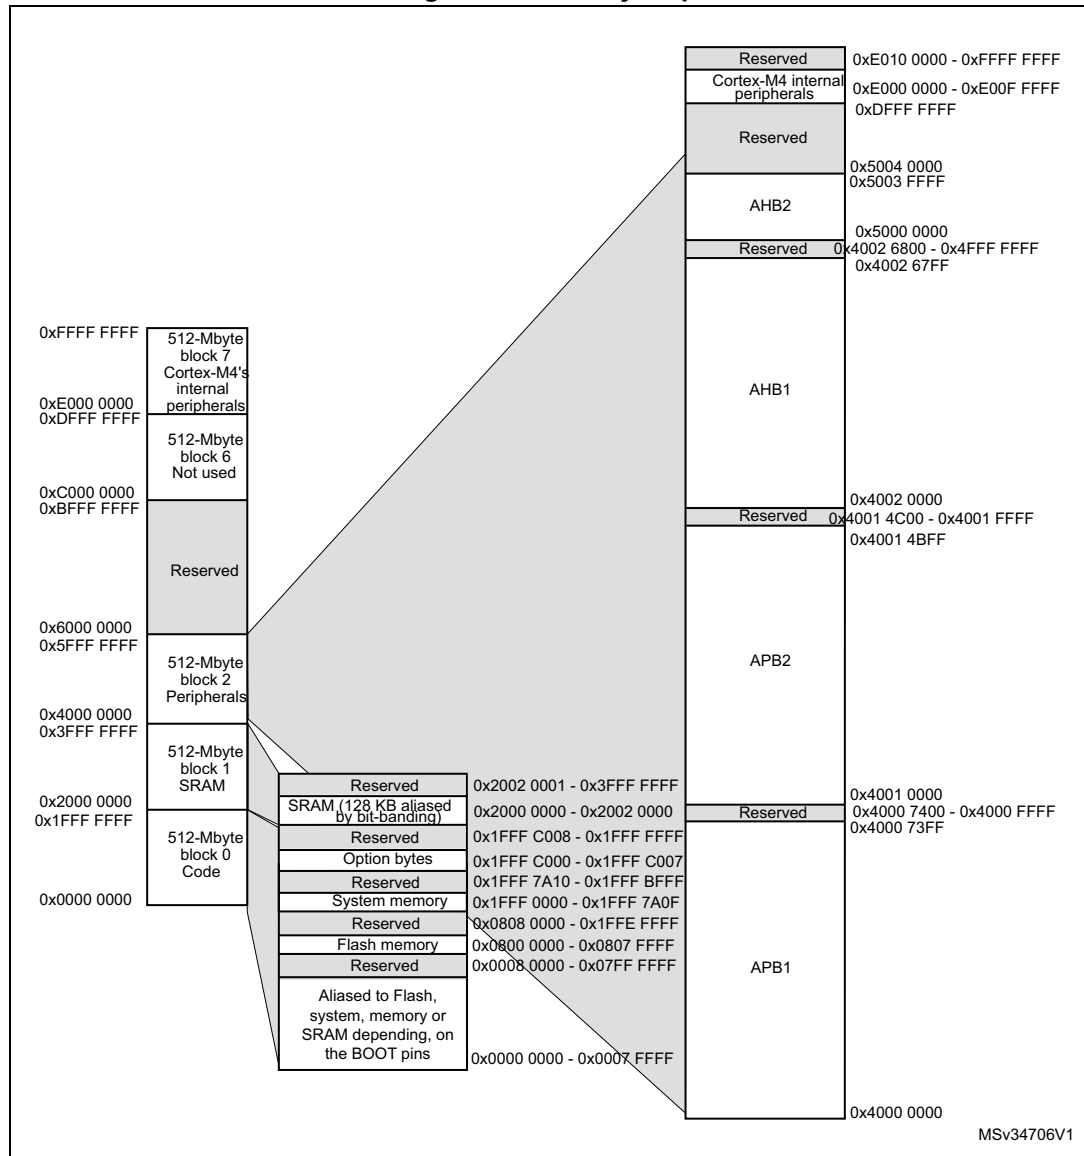 Reserved
0xE010 0000 - 0xFFFF FFFF
Cortex-M4 internal
peripherals
0xE000 0000 - 0xE00F FFFF
0xDFFF FFFF
Reserved
0x5004 0000
0x5003 FFFF
AHB2
0x5000 0000
Reserved
0x4002 6800 - 0x4FFF FFFF
0x4002 67FF
AHB1
0x4002 0000
Reserved
0x4001 4C00 - 0x4001 FFFF
0x4001 4BFF
APB2
0x4001 0000
Reserved
0x4000 7400 - 0x4000 FFFF
0x4000 73FF
APB1
0x4000 0000
0xFFFF FFFF
512-Mbyte
block 7
Cortex-M4's
internal
peripherals
0xE000 0000
0xDFFF FFFF
512-Mbyte
block 6
Not used
0xC000 0000
0xBFFF FFFF
Reserved
0x6000 0000
0x5FFF FFFF
512-Mbyte
block 2
Peripherals
0x4000 0000
0x3FFF FFFF
512-Mbyte
block 1
SRAM
0x2000 0000
0x1FFF FFFF
512-Mbyte
block 0
Code
0x0000 0000
Reserved
0x2002 0001 - 0x3FFF FFFF
SRAM (128 KB aliased
by bit-banding)
0x2000 0000 - 0x2002 0000
Reserved
0x1FFF C008 - 0x1FFF FFFF
Option bytes
0x1FFF C000 - 0x1FFF C007
Reserved
0x1FFF 7A10 - 0x1FFF BFFF
System memory
0x1FFF 0000 - 0x1FFF 7A0F
Reserved
0x0808 0000 - 0x1FFE FFFF
Flash memory
0x0800 0000 - 0x0807 FFFF
Reserved
0x0008 0000 - 0x07FF FFFF
Aliased to Flash,
system, memory or
SRAM depending, on
the BOOT pins
0x0000 0000 - 0x0007 FFFF
MSv34706V1